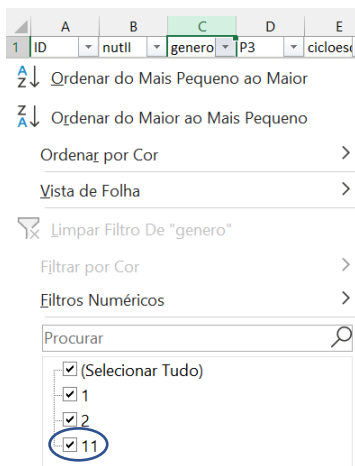 A B C D E
1 ID nutII genero P3 cicloes
Ordenar do Mais Pequeno ao Maior
Ordenar do Maior ao Mais Pequeno
Ordenar por Cor
Vista de Folha
Limpar Filtro De "genero"
Filtrar por Cor
Filtros Numéricos
Procurar
(Selecionar Tudo)
1
2
11